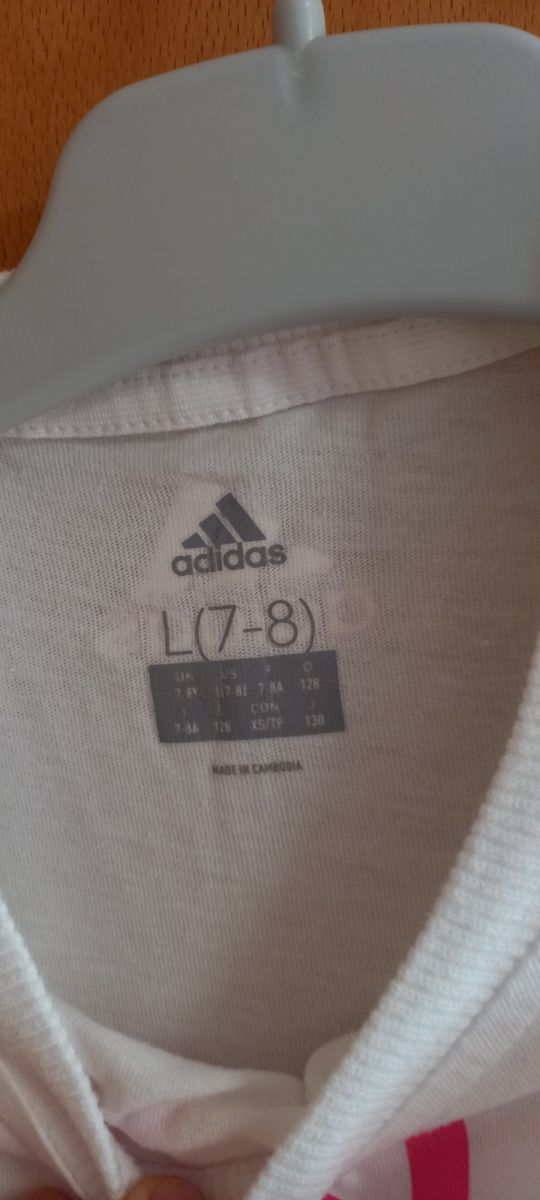 adidas
L(7-8)
UK US F D
7-8Y L(7-8) 7-8A 128
I E CON J
7-8A 128 XS/TP 130
MADE IN CAMBODIA